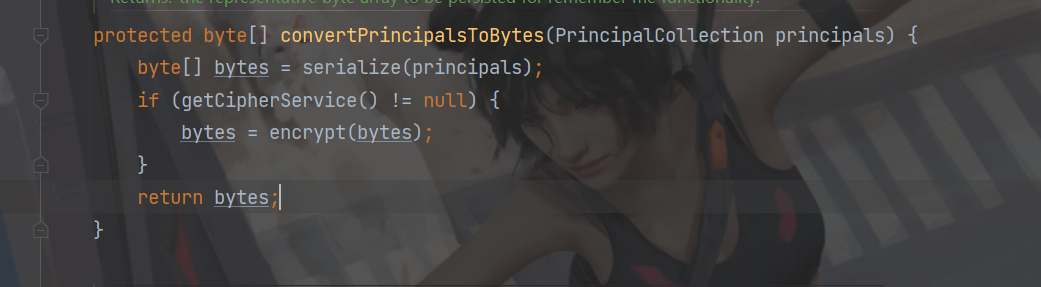 Returns: the representative byte array to be persisted for remember me functionality.
protected byte[] convertPrincipalsToBytes(PrincipalCollection principals) {
byte[] bytes = serialize(principals);
if (getCipherService() != null) {
bytes = encrypt(bytes);
}
return bytes;
}